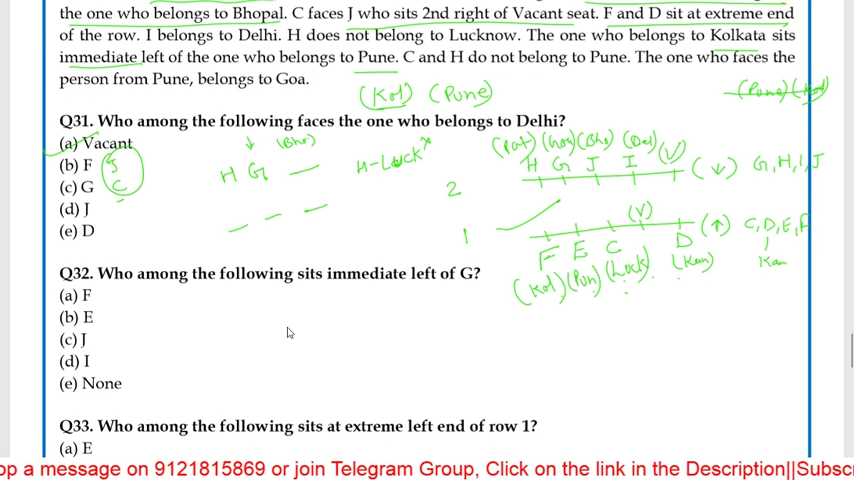 the one who belongs to Bhopal. C faces J who sits 2nd right of Vacant seat. F and D sit at extreme end
of the row. I belongs to Delhi. H does not belong to Lucknow. The one who belongs to Kolkata sits
immediate left of the one who belongs to Pune. C and H do not belong to Pune. The one who faces the
person from Pune, belongs to Goa.
(Kol) (Pune)
(Pune) (Kol)
Q31. Who among the following faces the one who belongs to Delhi?
(a) Vacant
(b) F
(c) G
(d) J
(e) D
J
C
(Bho)
H G
H-Luck x
(Pat) (Goa) (Bho) (Del) (V)
H G J I
2 (↓) G, H, I, J
(V)
1 (↑) C, D, E, F
F E C D
Kan
(Kol) (Pun) (Luck) (Kan)
Q32. Who among the following sits immediate left of G?
(a) F
(b) E
(c) J
(d) I
(e) None
Q33. Who among the following sits at extreme left end of row 1?
(a) E
op a message on 9121815869 or join Telegram Group, Click on the link in the Description||Subsc